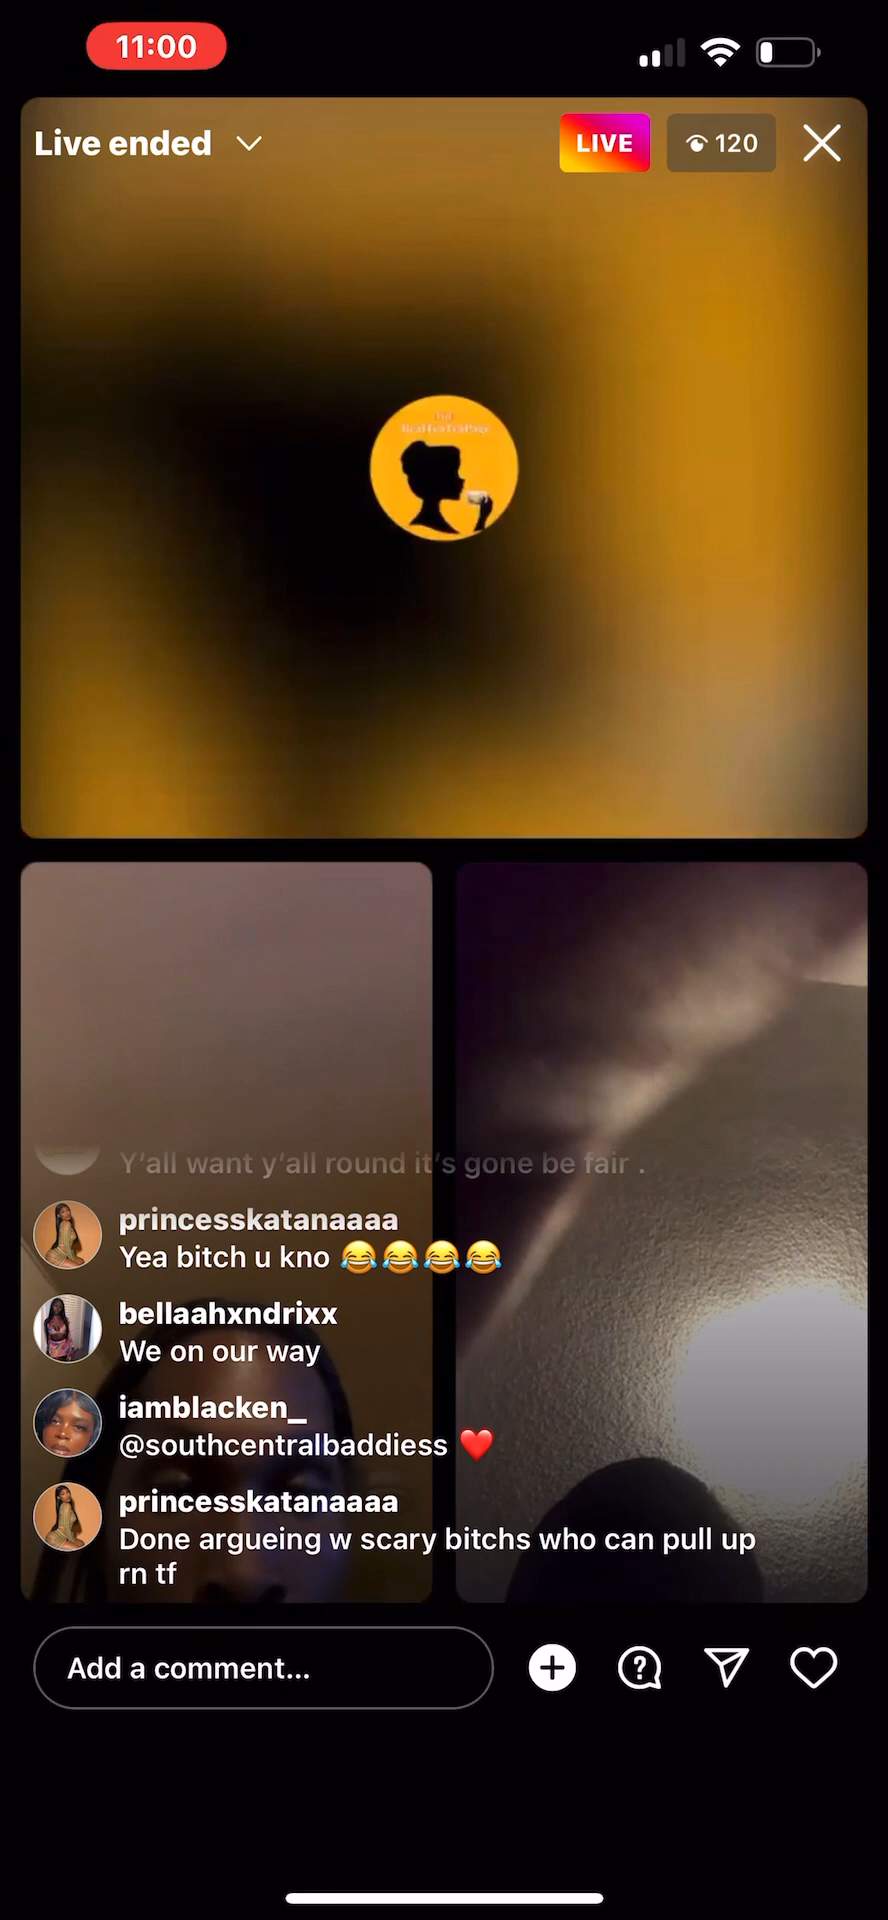 11:00
Live ended
LIVE
120
Y'all want y'all round it's gone be fair .
princesskatanaaaa
Yea bitch u kno 😂😂😂😂
bellaahxndrixx
We on our way
iamblacken_
@southcentralbaddiess ❤️
princesskatanaaaa
Done argueing w scary bitchs who can pull up
rn tf
Add a comment...